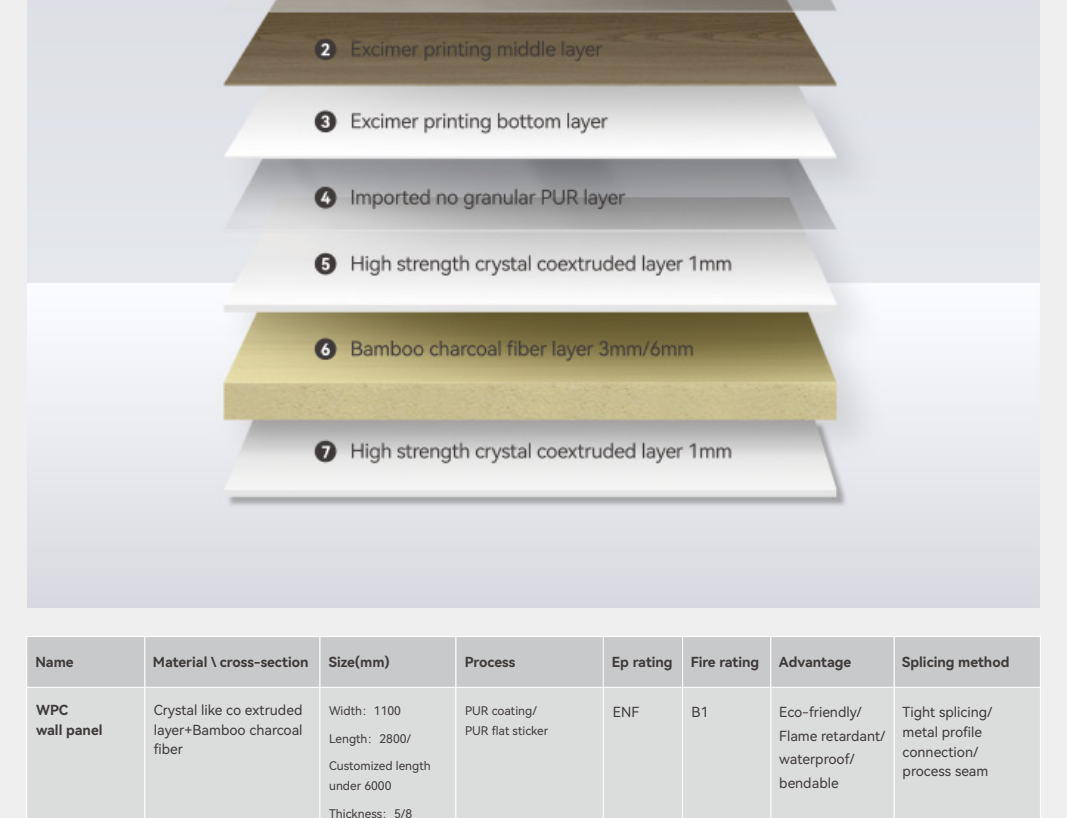 2 Excimer printing middle layer
3 Excimer printing bottom layer
4 Imported no granular PUR layer
5 High strength crystal coextruded layer 1mm
6 Bamboo charcoal fiber layer 3mm/6mm
7 High strength crystal coextruded layer 1mm
Name
Material \ cross-section
Size(mm)
Process
Ep rating
Fire rating
Advantage
Splicing method
WPC
wall panel
Crystal like co extruded
layer+Bamboo charcoal
fiber
Width: 1100
Length: 2800/
Customized length
under 6000
Thickness: 5/8
PUR coating/
PUR flat sticker
ENF
B1
Eco-friendly/
Flame retardant/
waterproof/
bendable
Tight splicing/
metal profile
connection/
process seam